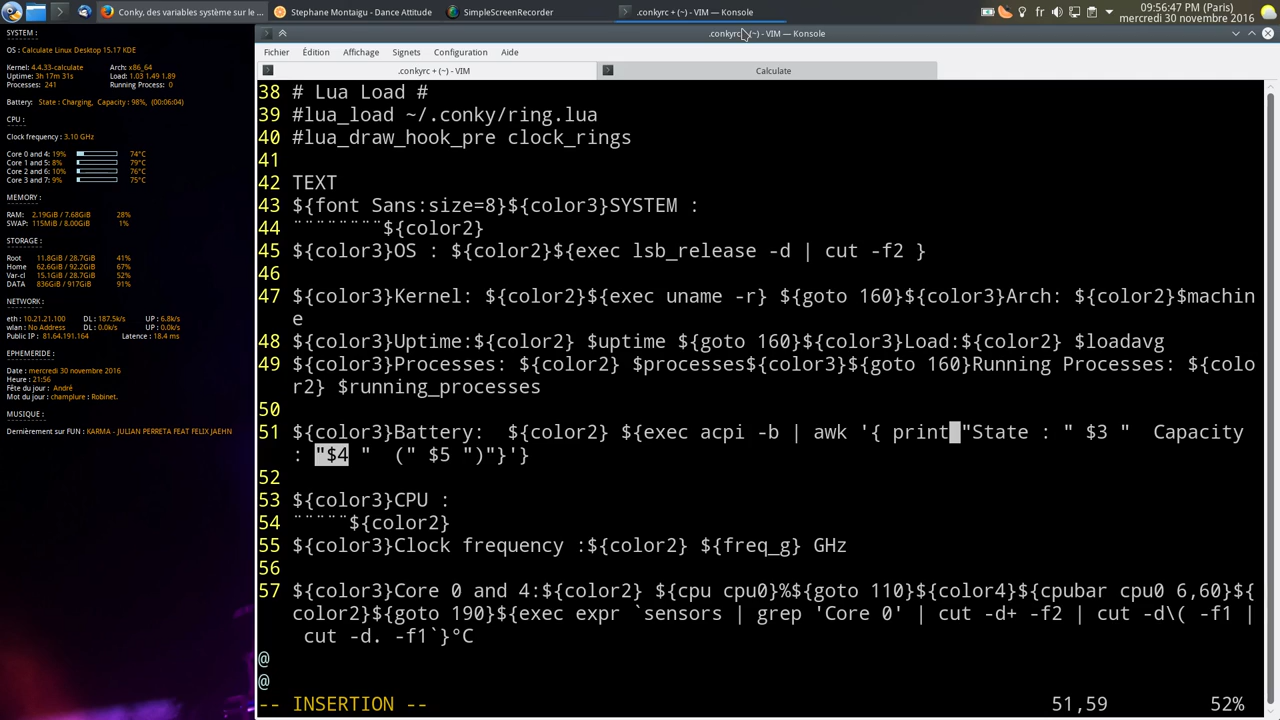 Conky, des variables système sur le ...
Stephane Montaigu - Dance Attitude
SimpleScreenRecorder
.conkyrc + (~) - VIM — Konsole
fr
09:56:47 PM (Paris)
mercredi 30 novembre 2016
SYSTEM :
OS : Calculate Linux Desktop 15.17 KDE
Kernel: 4.4.33-calculate Arch: x86_64
Uptime: 3h 17m 31s Load: 1.03 1.49 1.89
Processes: 241 Running Process: 0
Battery: State : Charging, Capacity : 98%, (00:06:04)
CPU :
Clock frequency : 3.10 GHz
Core 0 and 4: 19% 74°C
Core 1 and 5: 8% 79°C
Core 2 and 6: 10% 76°C
Core 3 and 7: 9% 75°C
MEMORY :
RAM: 2.19GiB / 7.68GiB 28%
SWAP: 115MiB / 8.00GiB 1%
STORAGE :
Root 11.8GiB / 28.7GiB 41%
Home 62.6GiB / 92.2GiB 67%
Var-cl 15.1GiB / 28.7GiB 52%
DATA 836GiB / 917GiB 91%
NETWORK :
eth : 10.21.21.100 DL : 187.5k/s UP : 6.8k/s
wlan : No Address DL : 0.0k/s UP : 0.0k/s
Public IP : 81.64.191.164 Latence : 18.4 ms
EPHEMERIDE :
Date : mercredi 30 novembre 2016
Heure : 21:56
Fête du jour : André
Mot du jour : champlure : Robinet.
MUSIQUE :
Dernièrement sur FUN : KARMA - JULIAN PERRETA FEAT FELIX JAEHN
.conkyrc + (~) - VIM — Konsole
Fichier Édition Affichage Signets Configuration Aide
.conkyrc + (~) - VIM Calculate
38 # Lua Load #
39 #lua_load ~/.conky/ring.lua
40 #lua_draw_hook_pre clock_rings
41
42 TEXT
43 ${font Sans:size=8}${color3}SYSTEM :
44 ¨¨¨¨¨¨¨¨${color2}
45 ${color3}OS : ${color2}${exec lsb_release -d | cut -f2 }
46
47 ${color3}Kernel: ${color2}${exec uname -r} ${goto 160}${color3}Arch: ${color2}$machin
e
48 ${color3}Uptime:${color2} $uptime ${goto 160}${color3}Load:${color2} $loadavg
49 ${color3}Processes: ${color2} $processes${color3}${goto 160}Running Processes: ${colo
r2} $running_processes
50
51 ${color3}Battery:  ${color2} ${exec acpi -b | awk '{ print "State : " $3 "  Capacity
: "$4 "  (" $5 ")"}'}
52
53 ${color3}CPU :
54 ¨¨¨¨¨${color2}
55 ${color3}Clock frequency :${color2} ${freq_g} GHz
56
57 ${color3}Core 0 and 4:${color2} ${cpu cpu0}%${goto 110}${color4}${cpubar cpu0 6,60}${
color2}${goto 190}${exec expr `sensors | grep 'Core 0' | cut -d+ -f2 | cut -d\( -f1 |
cut -d. -f1`}°C
@
@
-- INSERTION -- 51,59 52%